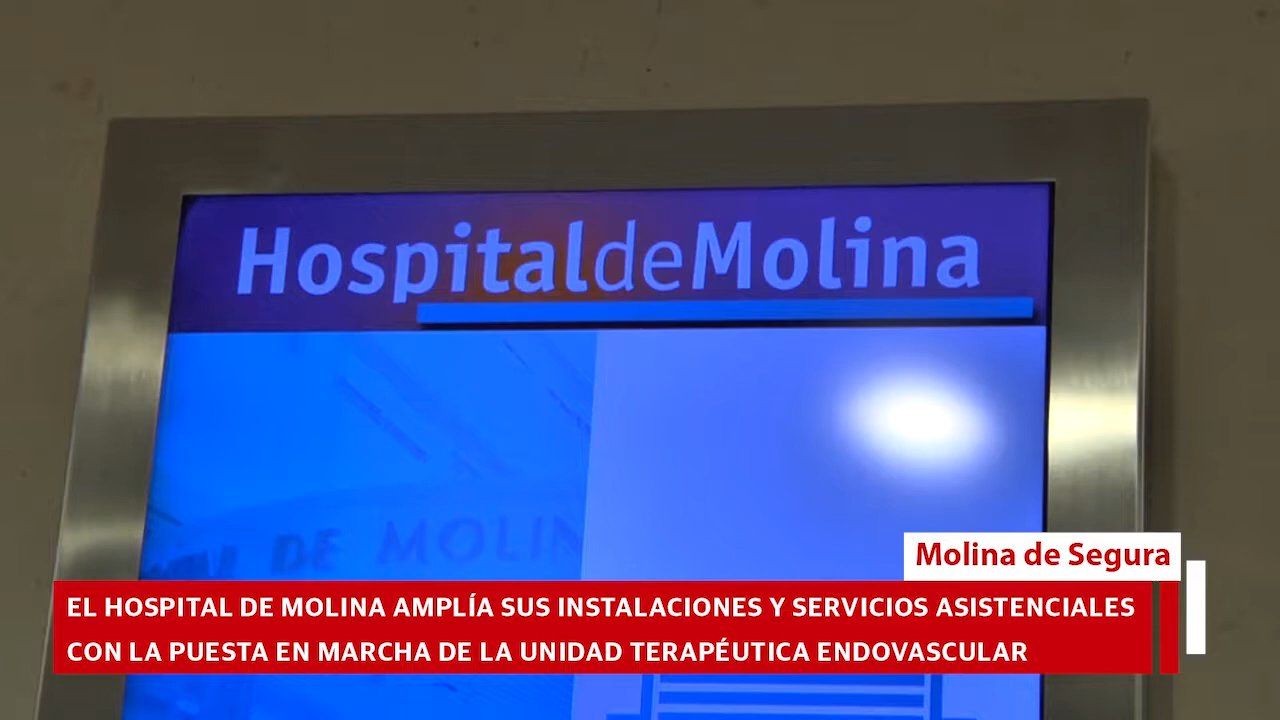 HospitaldeMolina
DE MOLIN
Molina de Segura
EL HOSPITAL DE MOLINA AMPLÍA SUS INSTALACIONES Y SERVICIOS ASISTENCIALES
CON LA PUESTA EN MARCHA DE LA UNIDAD TERAPÉUTICA ENDOVASCULAR